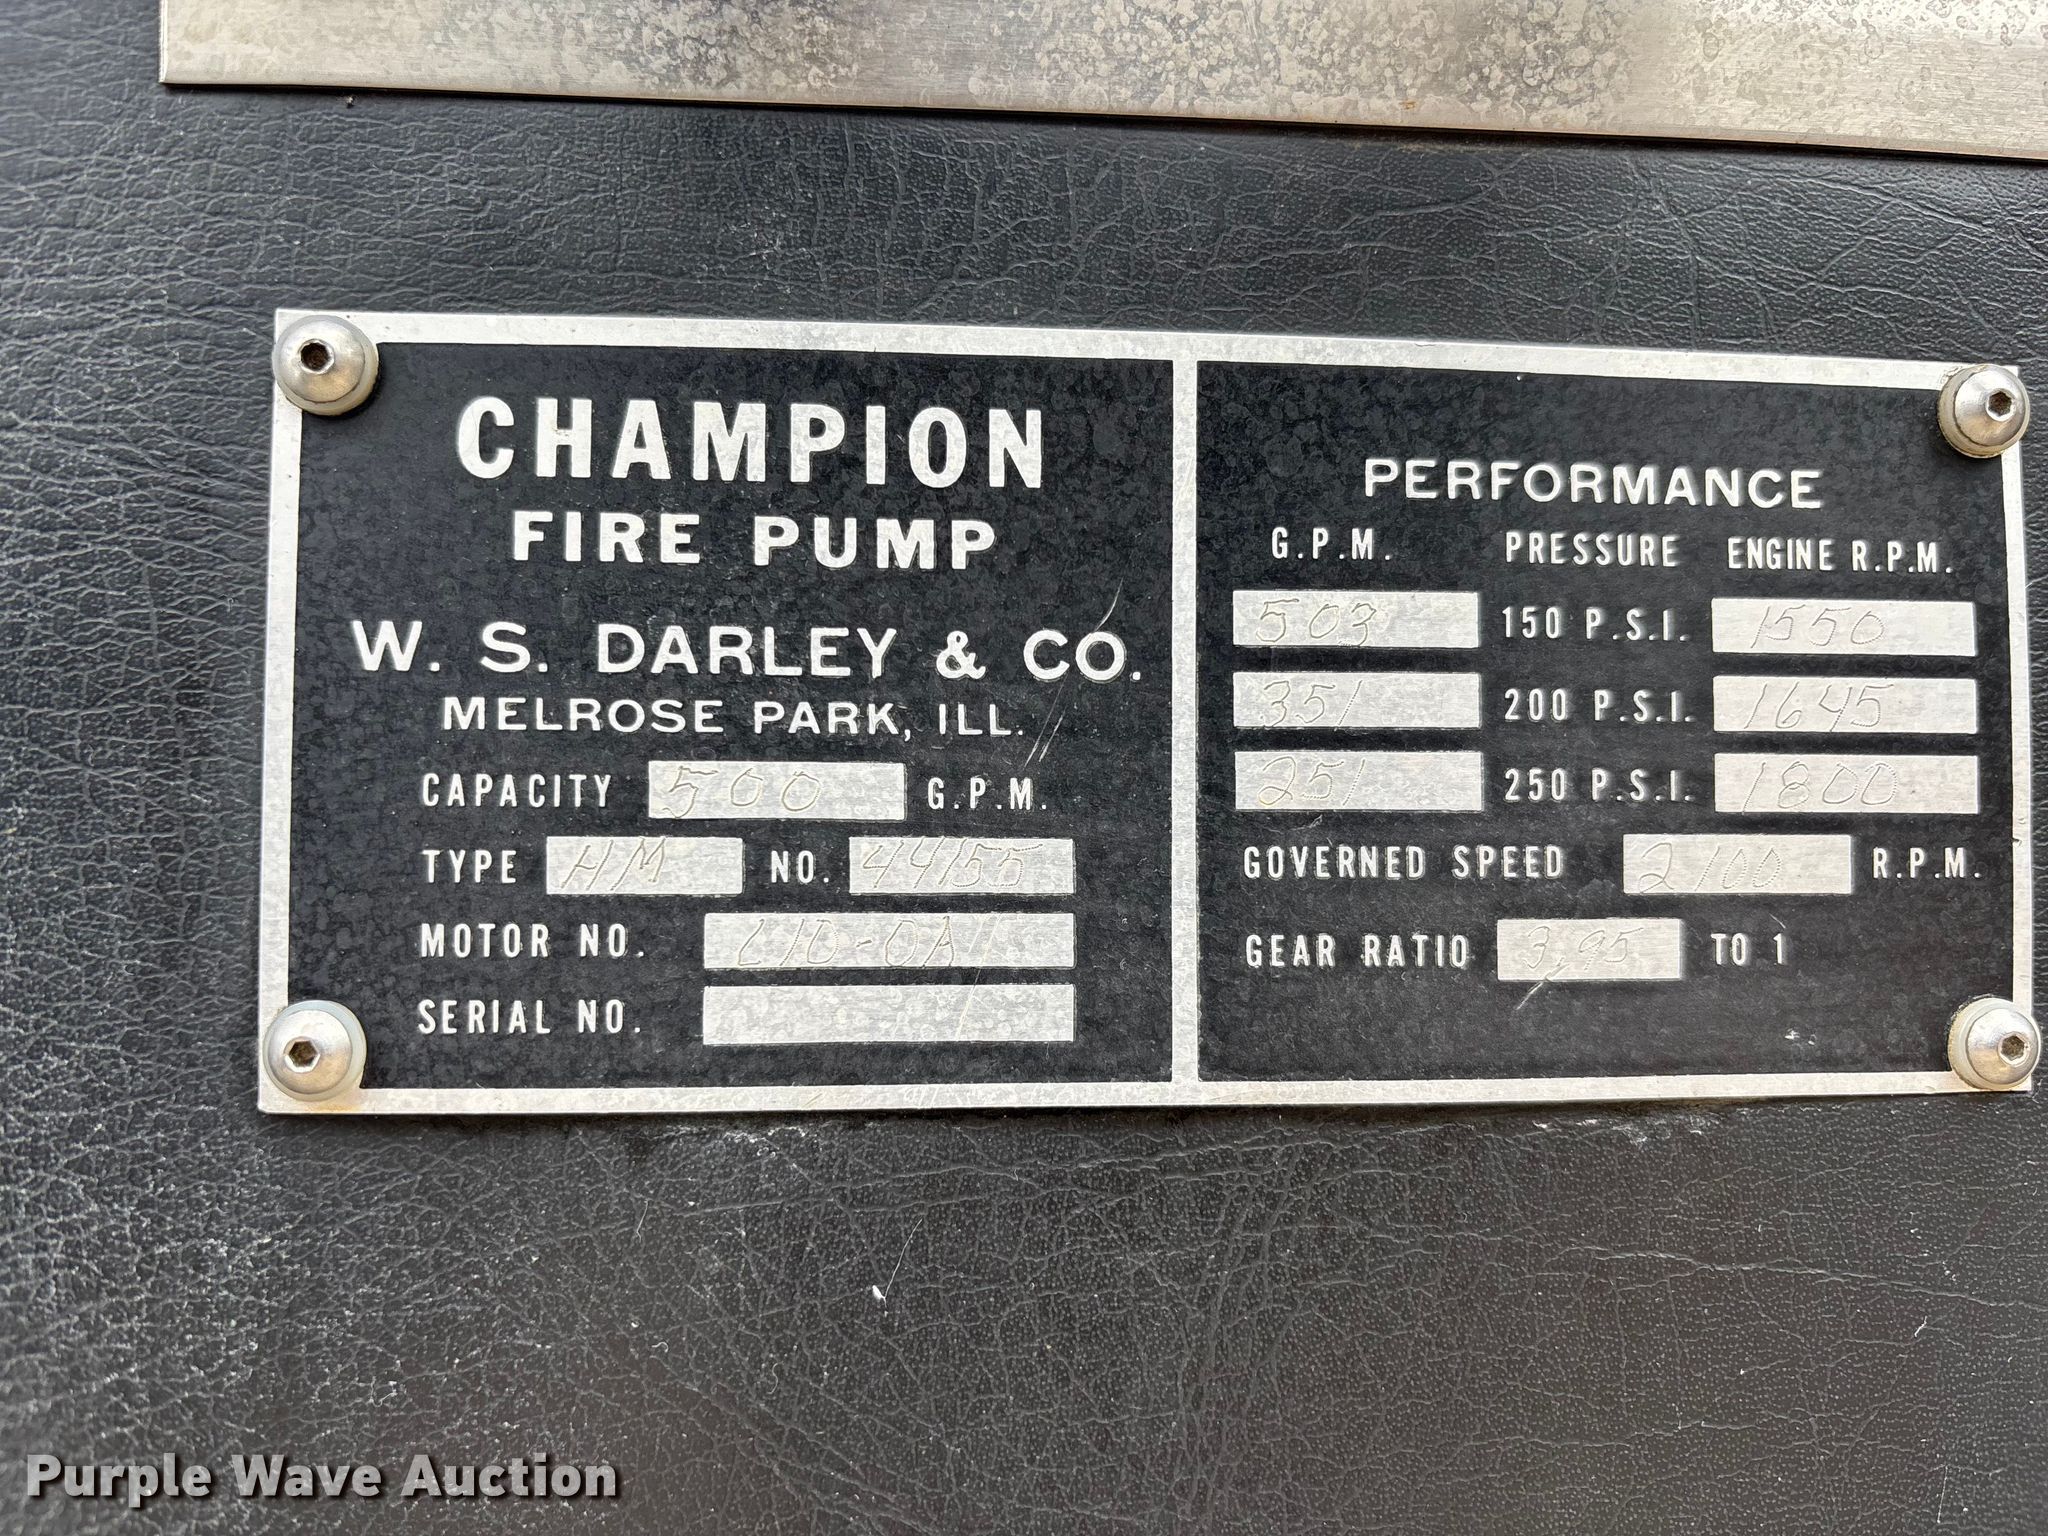 CHAMPION
FIRE PUMP
W. S. DARLEY & CO.
MELROSE PARK, ILL.
CAPACITY 500 G.P.M.
TYPE HM NO. 44155
MOTOR NO. L10-0A
SERIAL NO.
PERFORMANCE
G.P.M. PRESSURE ENGINE R.P.M.
503 150 P.S.I. 1550
351 200 P.S.I. 1645
251 250 P.S.I. 1800
GOVERNED SPEED 2100 R.P.M.
GEAR RATIO 3.95 TO 1
Purple Wave Auction